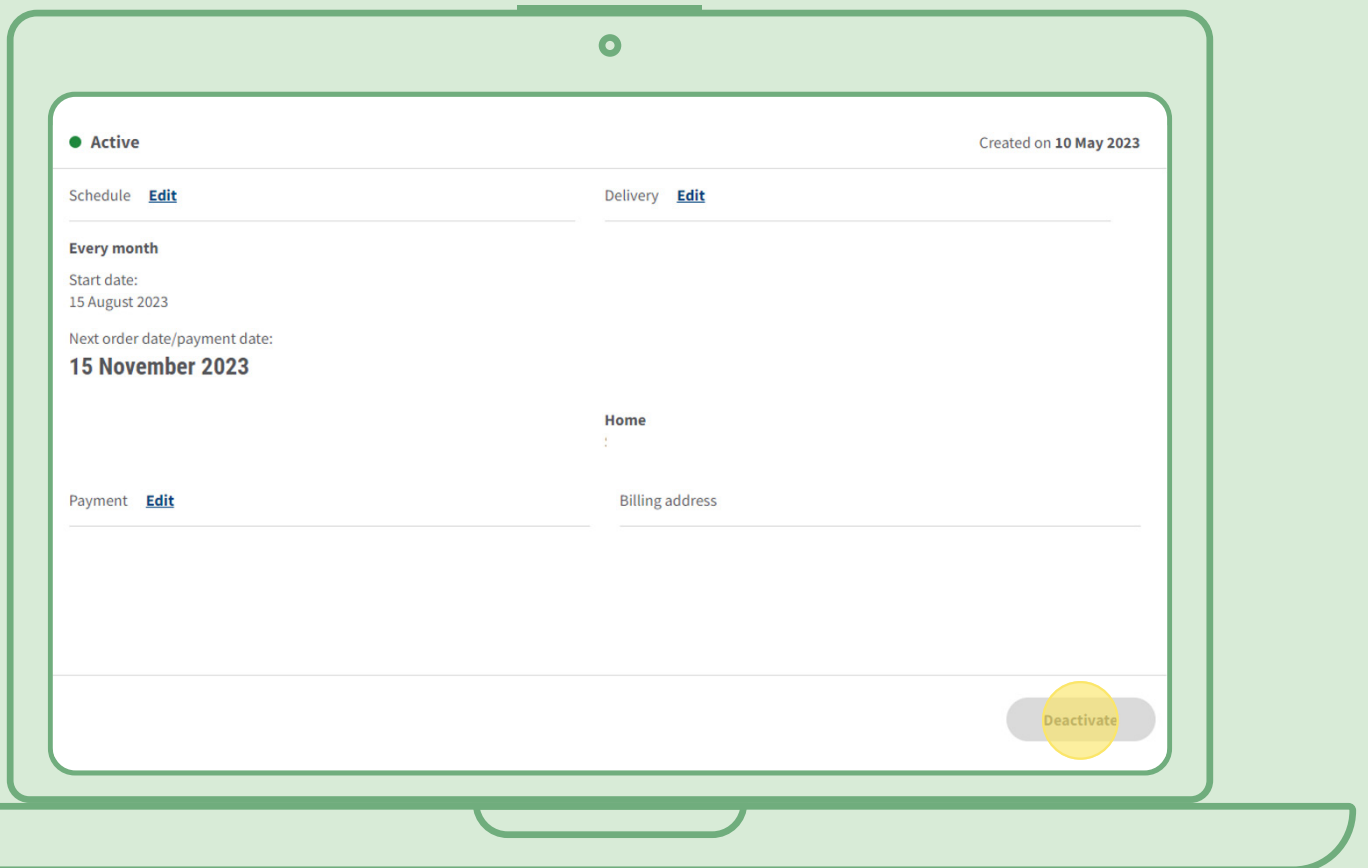 Active
Created on 10 May 2023
Schedule Edit
Delivery Edit
Every month
Start date:
15 August 2023
Next order date/payment date:
15 November 2023
Home
Payment Edit
Billing address
Deactivate